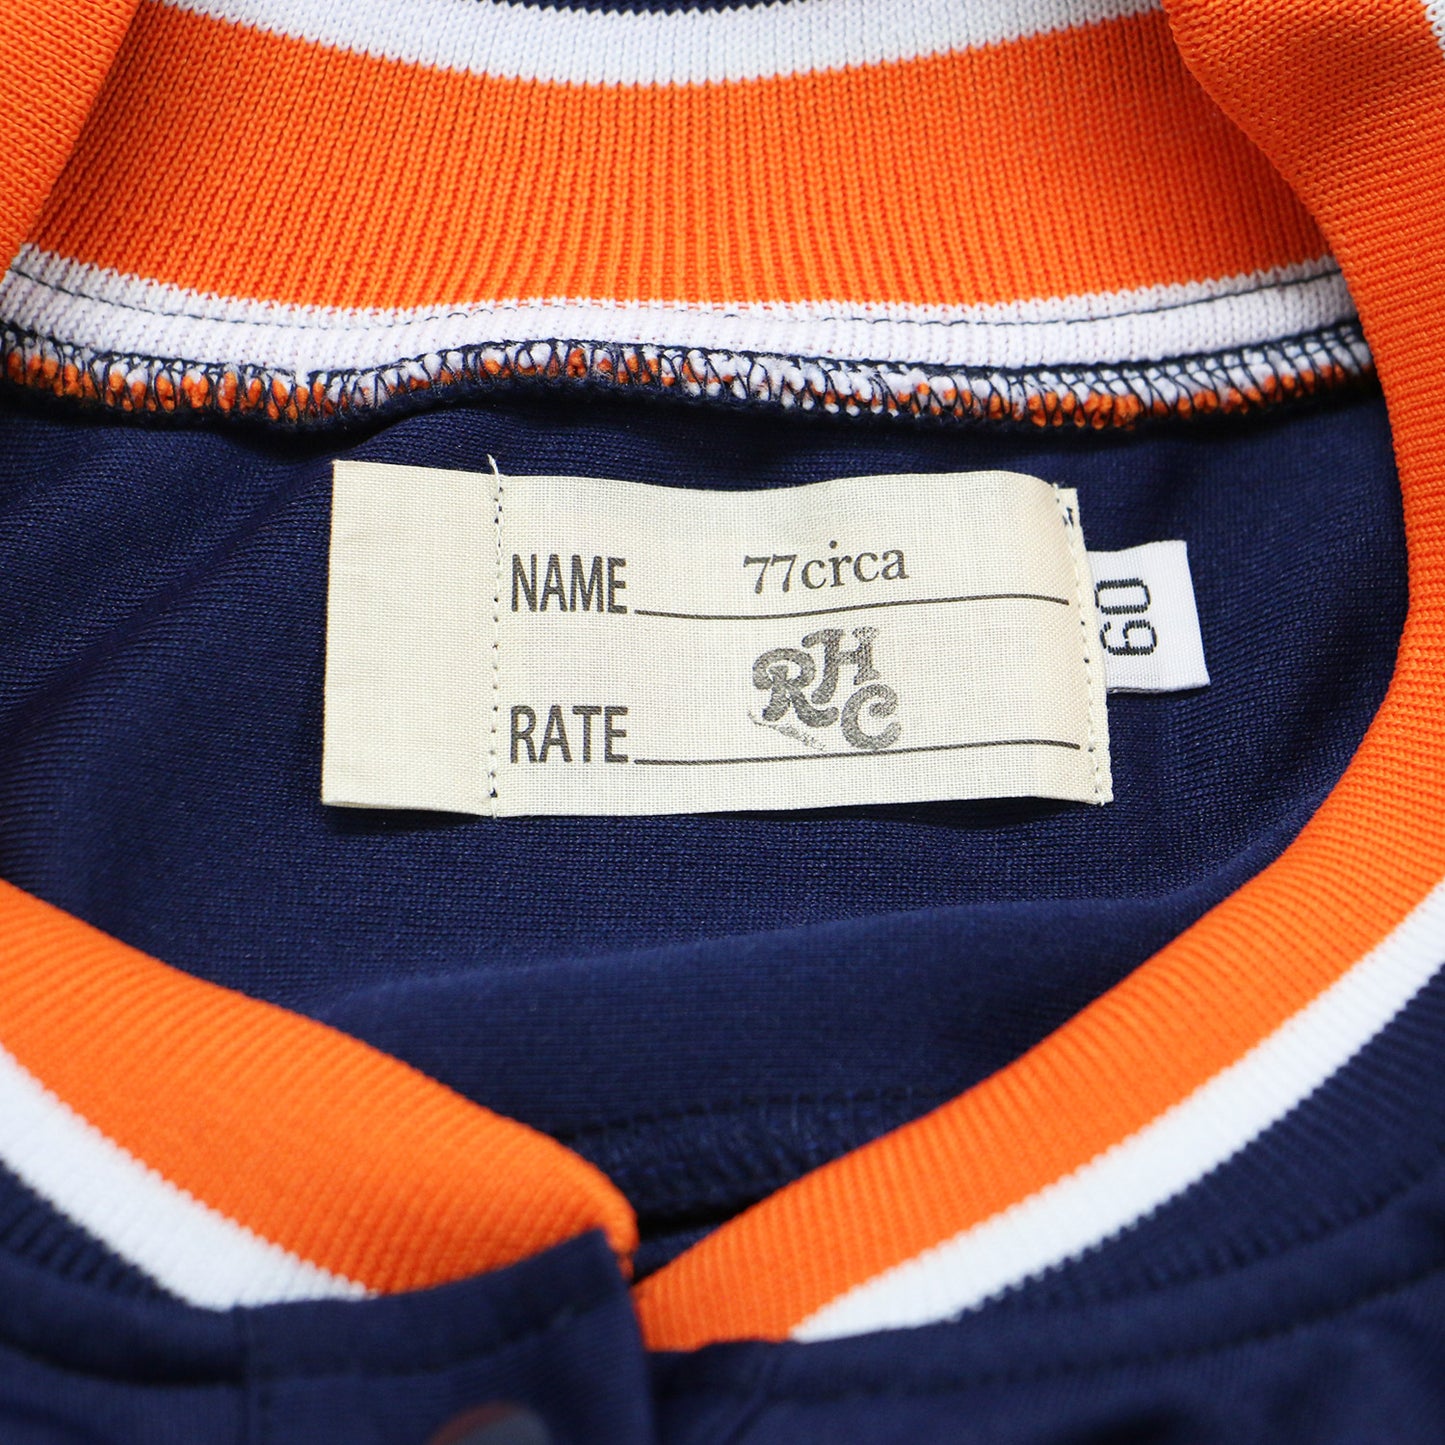 NAME 77circa
RATE RHC
60